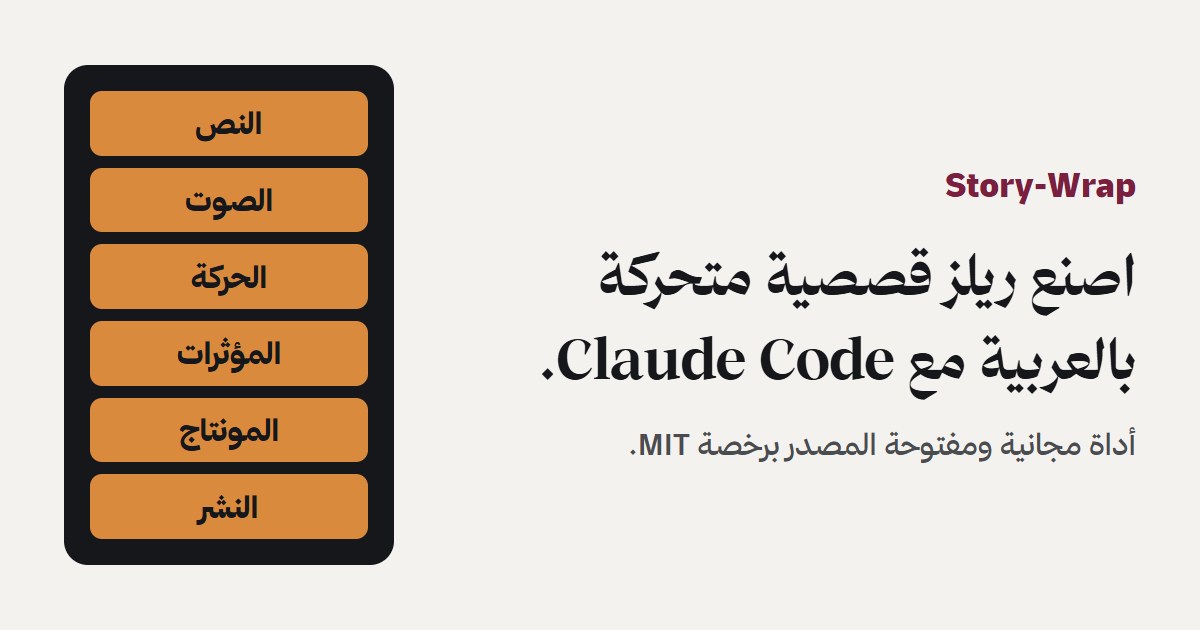 Story-Wrap
اصنع ريلز قصصية متحركة
بالعربية مع Claude Code.
أداة مجانية ومفتوحة المصدر برخصة MIT.
النص
الصوت
الحركة
المؤثرات
المونتاج
النشر